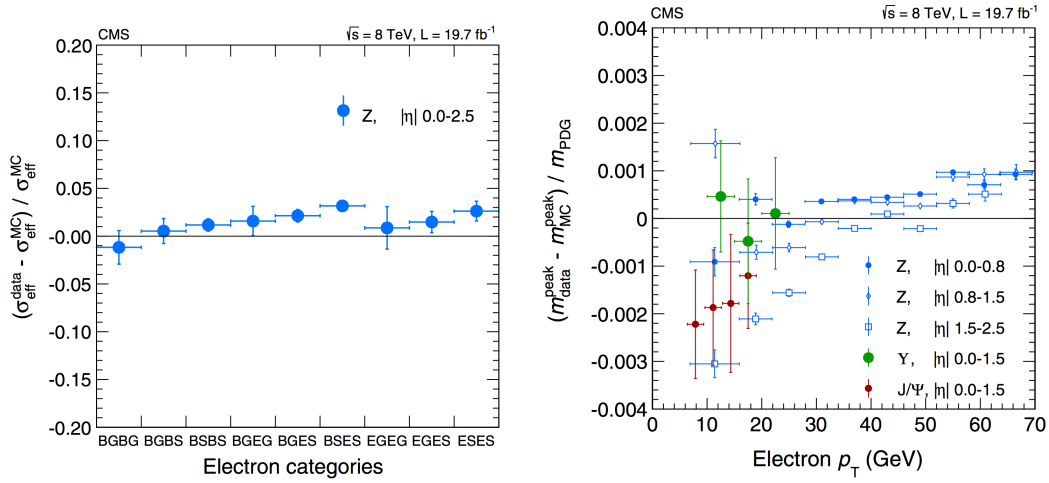 CMS
√s = 8 TeV, L = 19.7 fb⁻¹
(σ_eff^data - σ_eff^MC) / σ_eff^MC
0.20
0.15
0.10
0.05
-0.00
-0.05
-0.10
-0.15
-0.20
Z, |η| 0.0-2.5
BGBG BGBS BSBS BGEG BGES BSES EGEG EGES ESES
Electron categories
CMS
√s = 8 TeV, L = 19.7 fb⁻¹
(m_data^peak - m_MC^peak) / m_PDG
0.004
0.003
0.002
0.001
0
-0.001
-0.002
-0.003
-0.004
Z, |η| 0.0-0.8
Z, |η| 0.8-1.5
Z, |η| 1.5-2.5
ϒ, |η| 0.0-1.5
J/Ψ, |η| 0.0-1.5
0 10 20 30 40 50 60 70
Electron p_T (GeV)